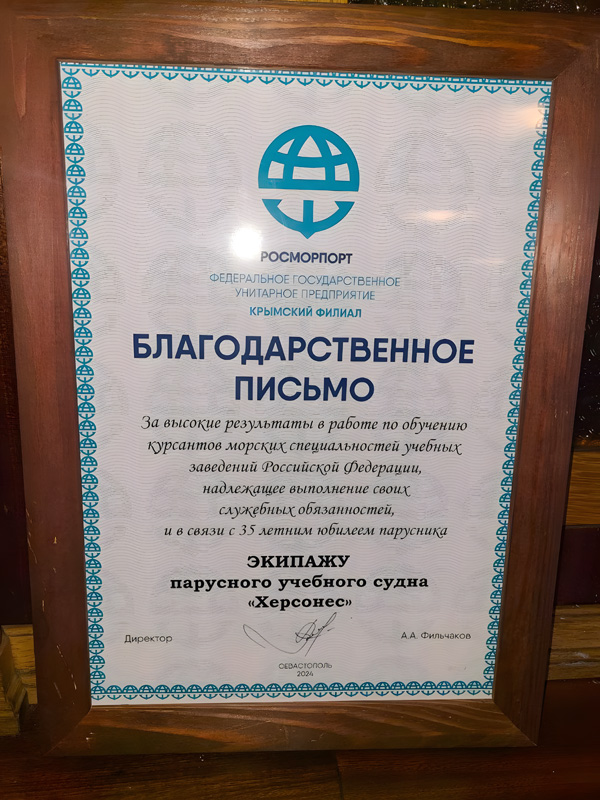 РОСМОРПОРТ
ФЕДЕРАЛЬНОЕ ГОСУДАРСТВЕННОЕ
УНИТАРНОЕ ПРЕДПРИЯТИЕ
КРЫМСКИЙ ФИЛИАЛ
БЛАГОДАРСТВЕННОЕ
ПИСЬМО
За высокие результаты в работе по обучению
курсантов морских специальностей учебных
заведений Российской Федерации,
надлежащее выполнение своих
служебных обязанностей,
и в связи с 35 летним юбилеем парусника
ЭКИПАЖУ
парусного учебного судна
«Херсонес»
Директор
А.А. Фильчаков
СЕВАСТОПОЛЬ
2024